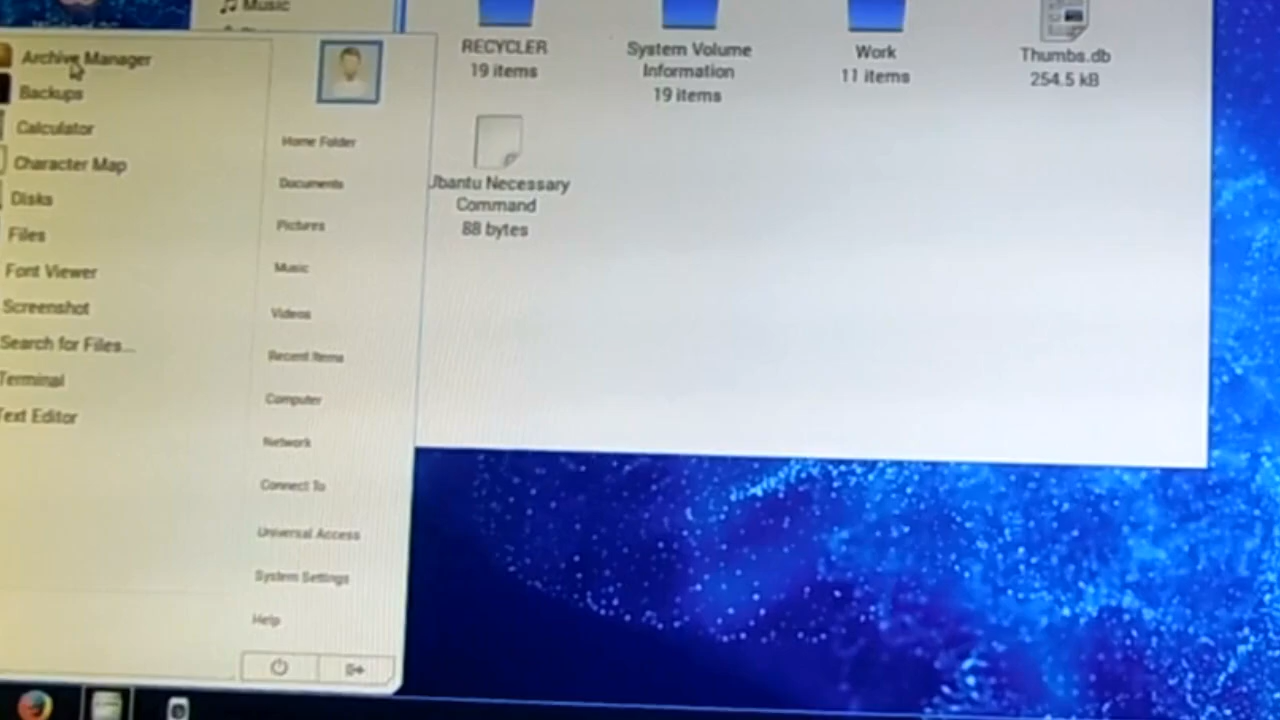 Music
Archive Manager
Backups
Calculator
Character Map
Disks
Files
Font Viewer
Screenshot
Search for Files...
Terminal
Text Editor
Home Folder
Documents
Pictures
Music
Videos
Recent Items
Computer
Network
Connect To
Universal Access
System Settings
Help
RECYCLER
19 items
System Volume
Information
19 items
Work
11 items
Thumbs.db
254.5 kB
Ubantu Necessary
Command
88 bytes